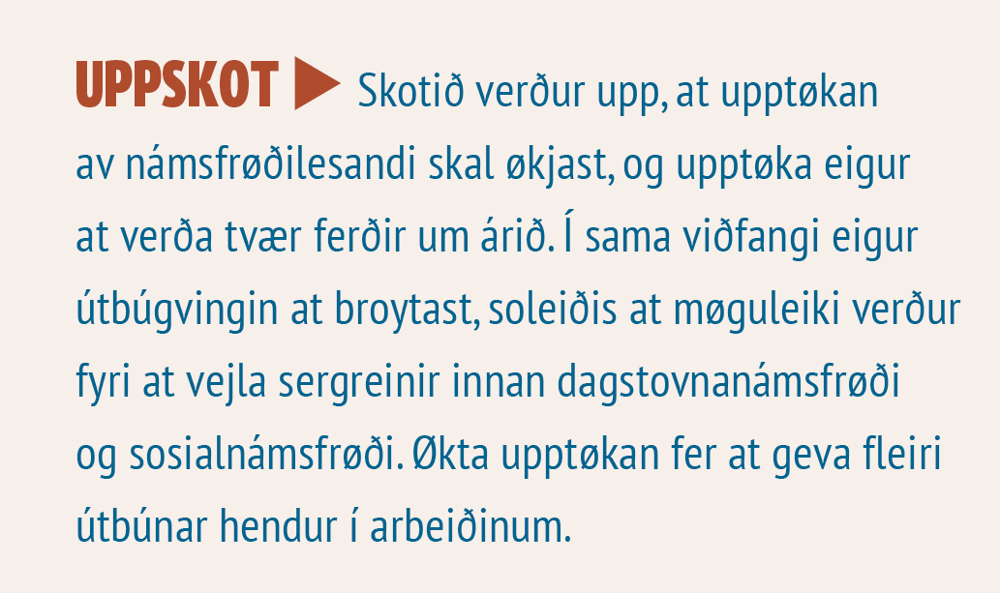 UPPSKOT ▶ Skotið verður upp, at upptøkan
av námsfrøðilesandi skal økjast, og upptøka eigur
at verða tvær ferðir um árið. Í sama viðfangi eigur
útbúgvingin at broytast, soleiðis at møguleiki verður
fyri at vejla sergreinir innan dagstovnanámsfrøði
og sosialnámsfrøði. Økta upptøkan fer at geva fleiri
útbúnar hendur í arbeiðinum.